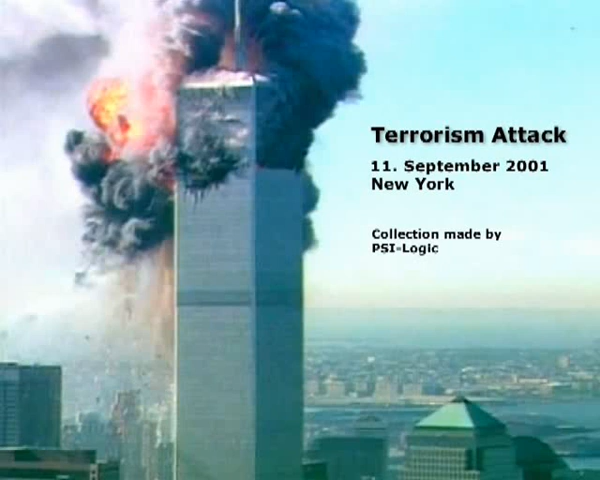 Terrorism Attack
11. September 2001
New York
Collection made by
PSI-Logic